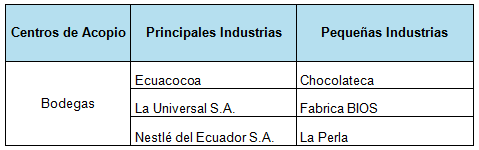 Centros de Acopio Principales Industrias Pequeñas Industrias
Bodegas
Ecuacocoa Chocolateca
La Universal S.A. Fabrica BIOS
Nestlé del Ecuador S.A. La Perla